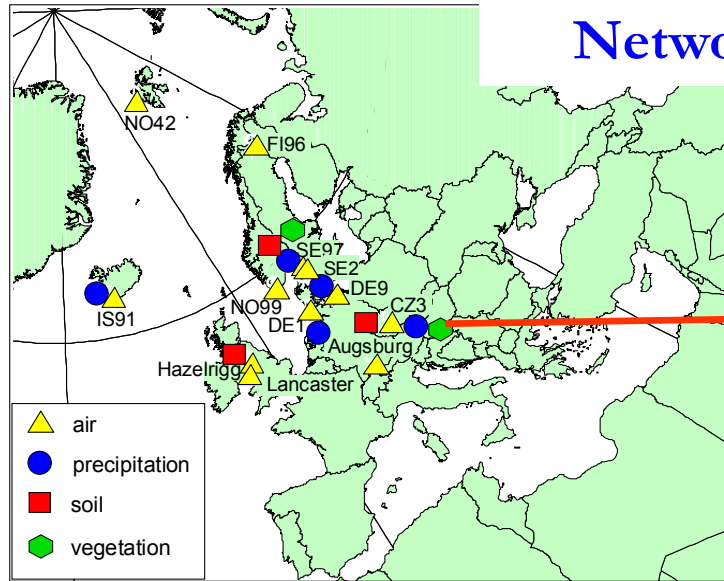 Netwo
NO42
FI96
SE97
SE2
DE9
IS91
NO99
DE1
CZ3
Augsburg
Hazelrigg
Lancaster
air
precipitation
soil
vegetation